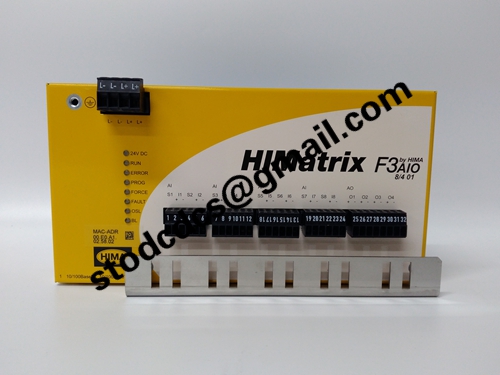 L- L- L+ L+
L- L- L+ L+
24V DC
RUN
ERROR
PROG
FORCE
FAULT
OSL
BL
HIMatrix
F3 by HIMA
AIO
8/4 01
AI AI AI AO
S1 I1 S2 I2 S3 S5 I5 S6 I6 S7 I7 S8 I8 O1 O2 O3 O4
1 2 9 10 11 12 13 14 15 16 17 18 19 20 21 22 23 24 25 26 27 28 29 30 31 32
MAC-ADR
HIMA
stodcdcs@gmail.com